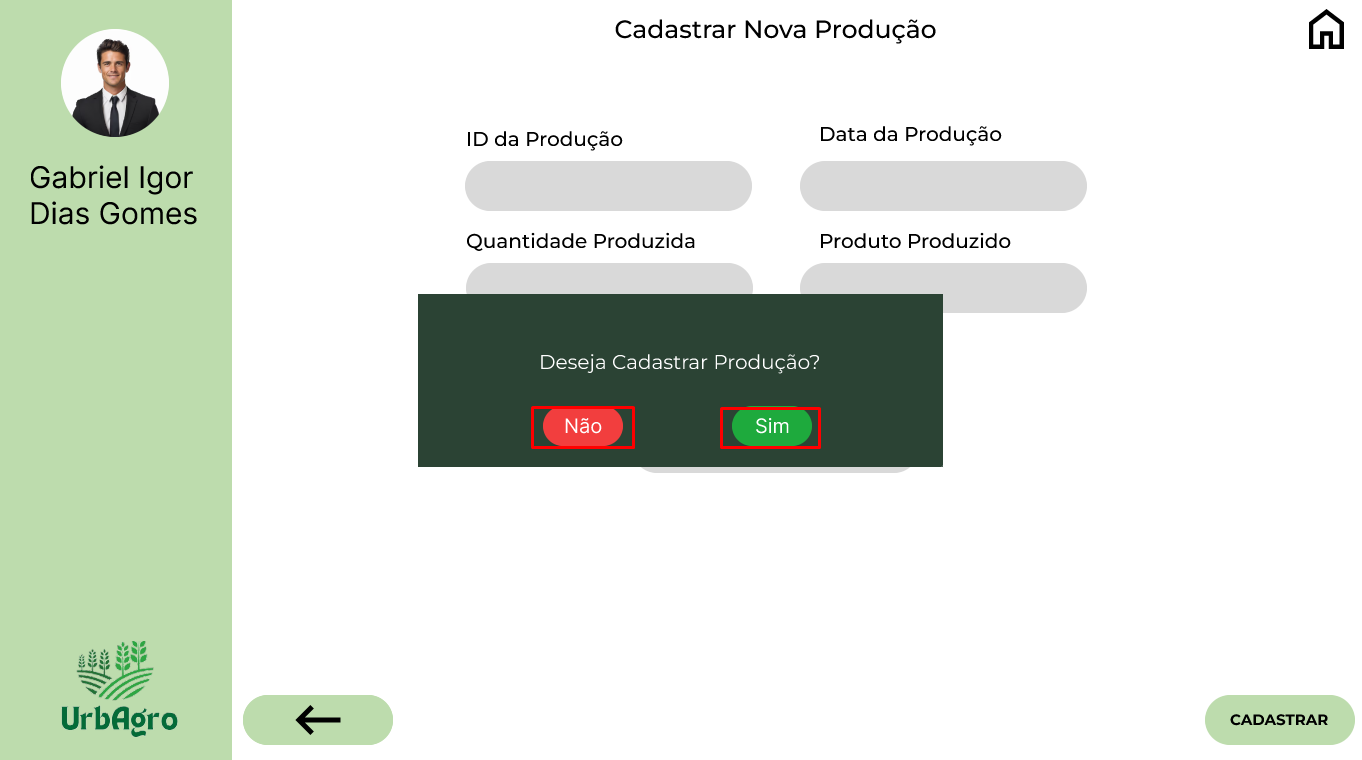 Cadastrar Nova Produção
Gabriel Igor
Dias Gomes
ID da Produção
Data da Produção
Quantidade Produzida
Produto Produzido
Deseja Cadastrar Produção?
Não
Sim
UrbAgro
CADASTRAR